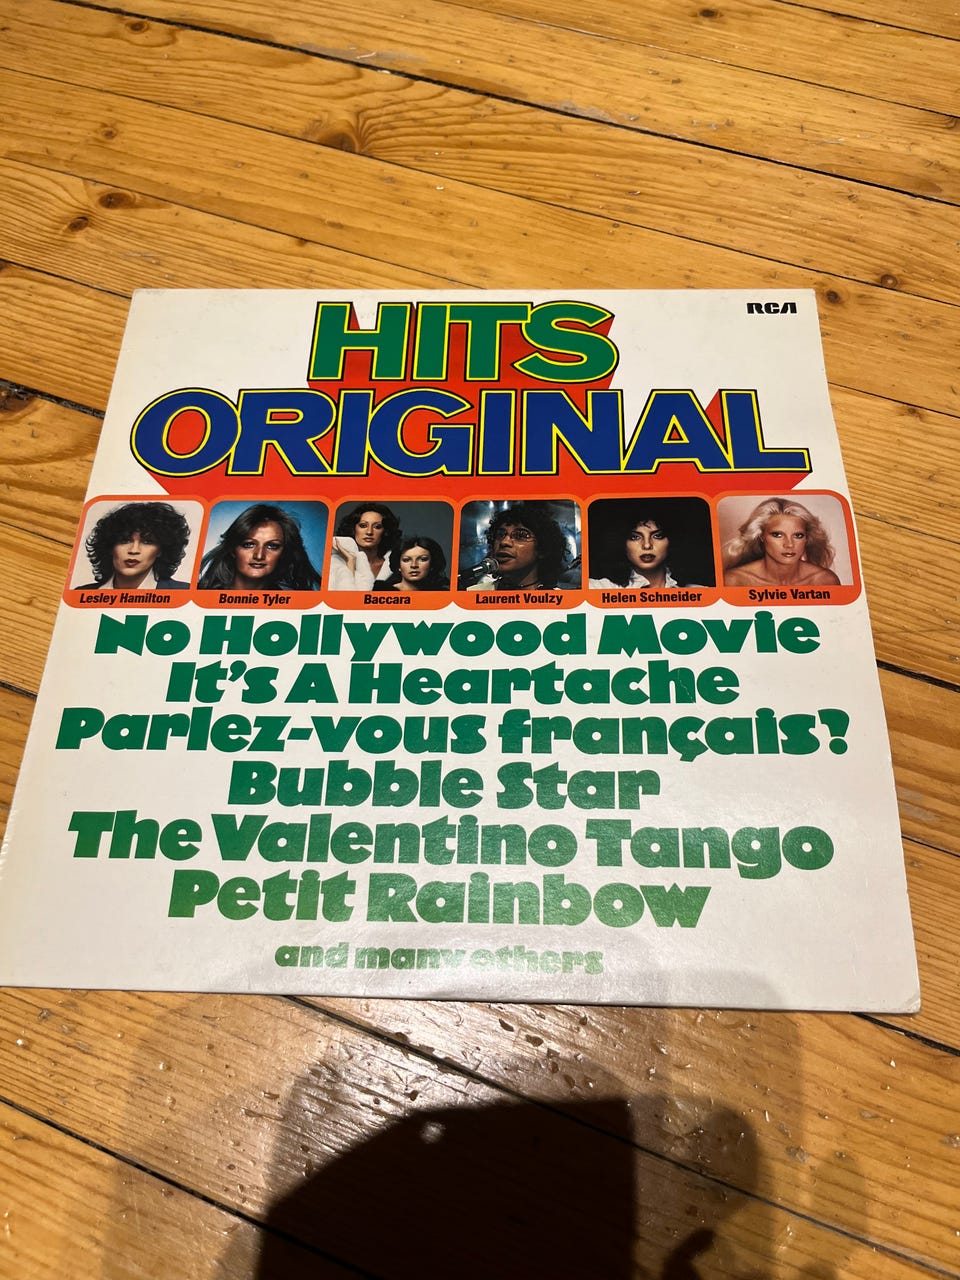 HITS
RCA
ORIGINAL
Lesley Hamilton
Bonnie Tyler
Baccara
Laurent Voulzy
Helen Schneider
Sylvie Vartan
No Hollywood Movie
It's A Heartache
Parlez-vous français?
Bubble Star
The Valentino Tango
Petit Rainbow
and many others